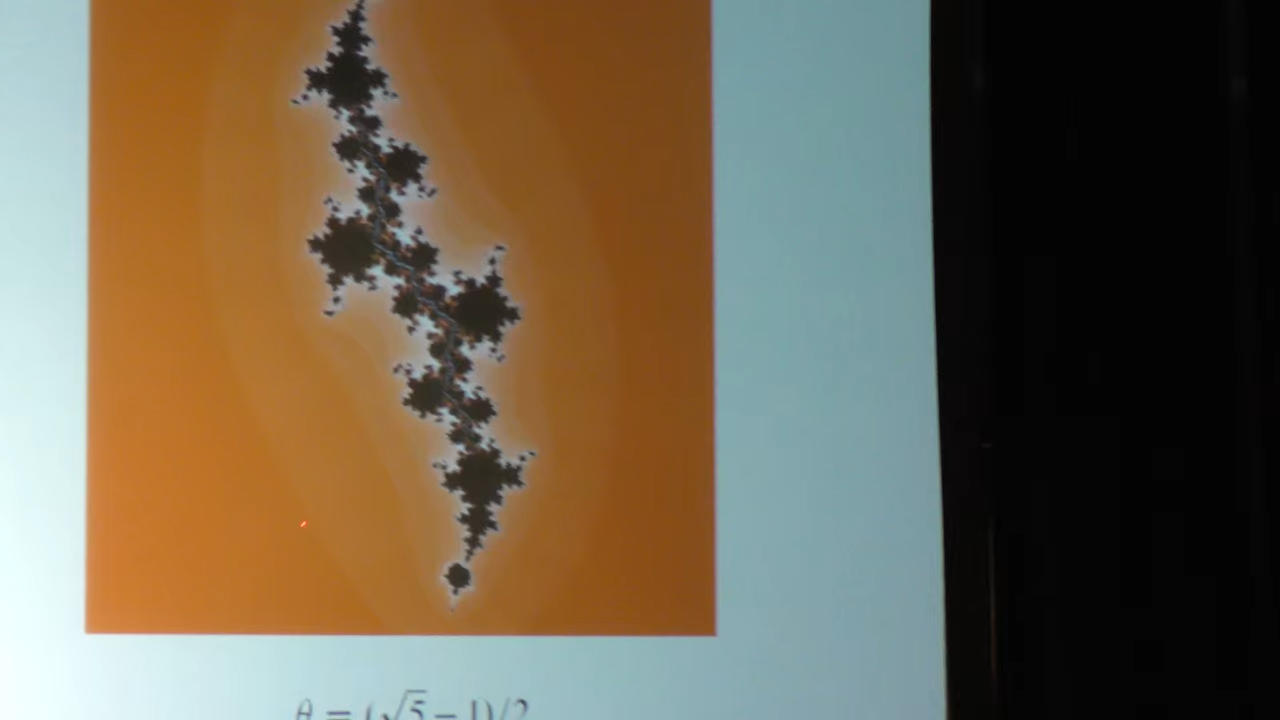 θ = (√5 − 1)/2